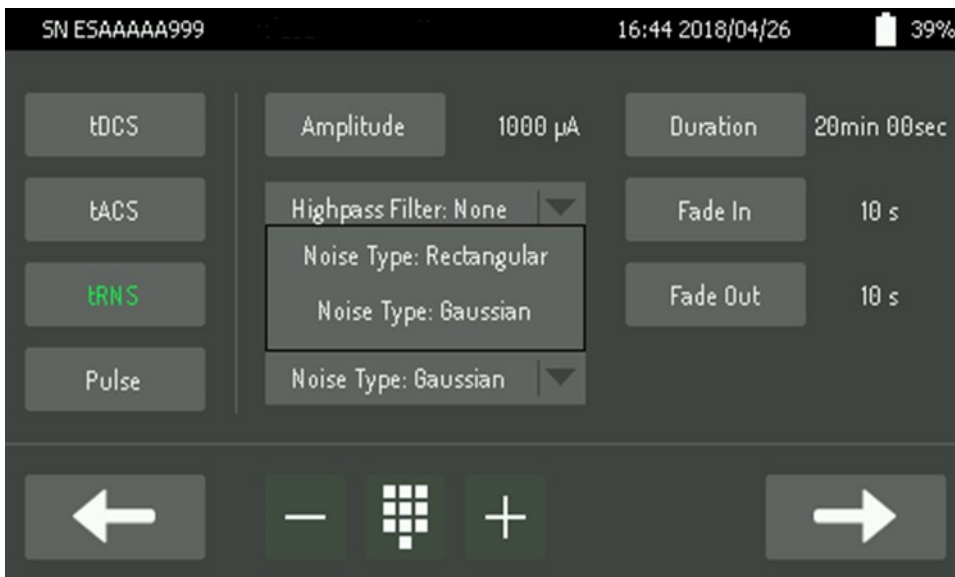 SN ESAAAAA999
16:44 2018/04/26
39%
tDCS
tACS
tRNS
Pulse
Amplitude
1000 μA
Highpass Filter: None
Noise Type: Rectangular
Noise Type: Gaussian
Noise Type: Gaussian
Duration
20min 00sec
Fade In
10 s
Fade Out
10 s